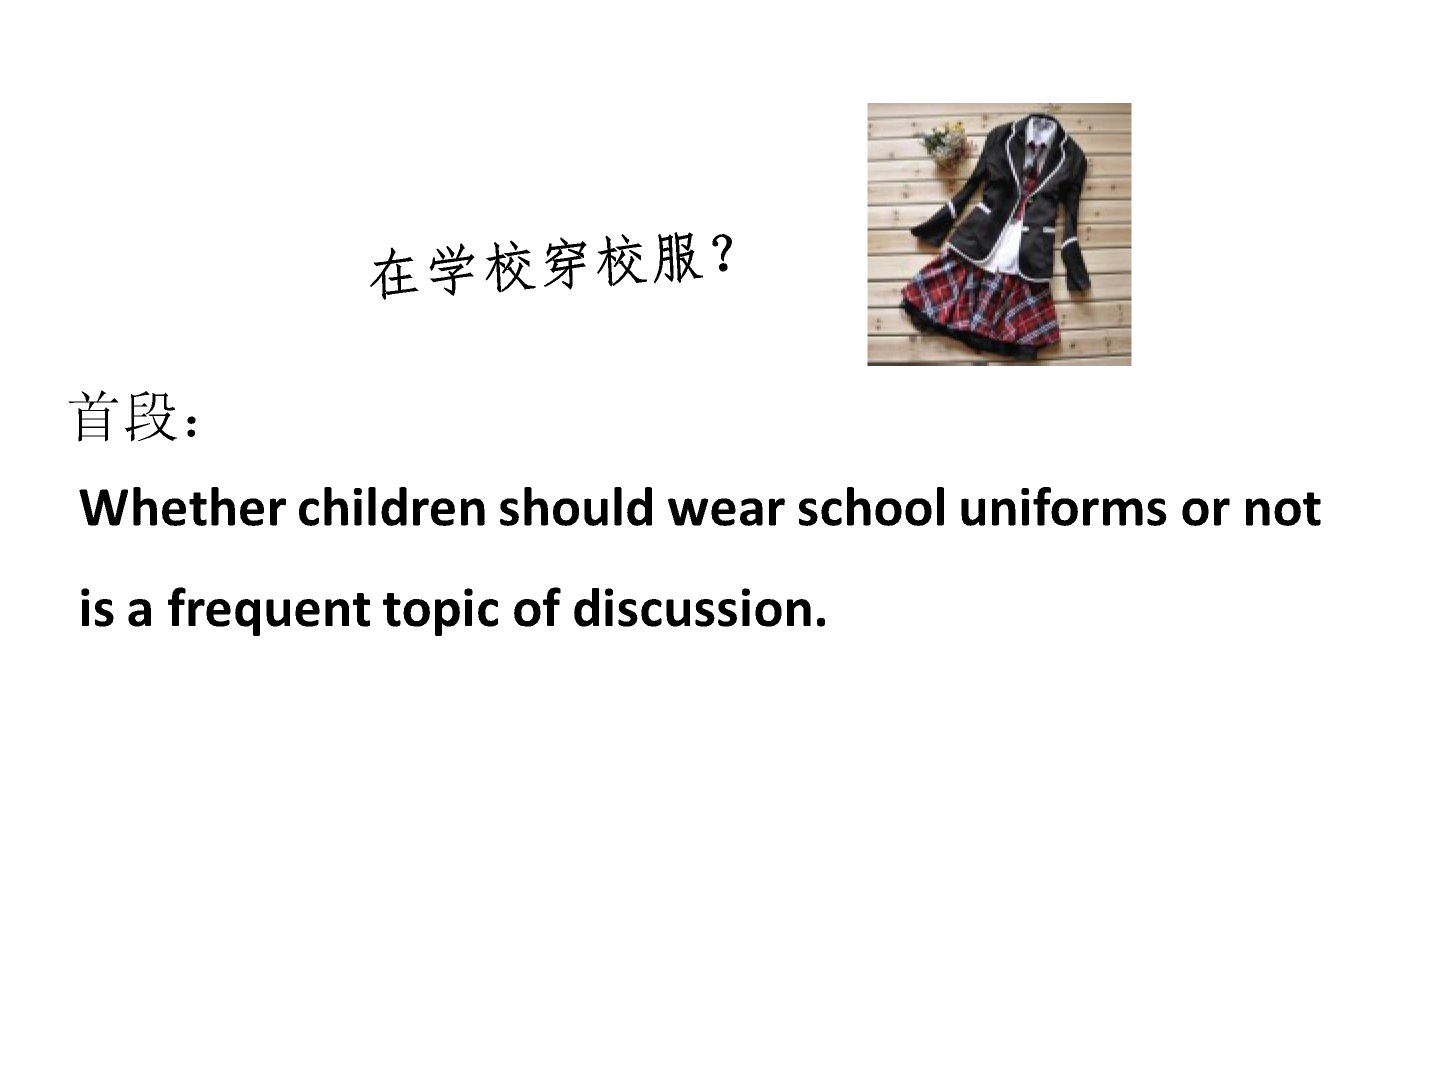 在学校穿校服？
首段：
Whether children should wear school uniforms or not
is a frequent topic of discussion.